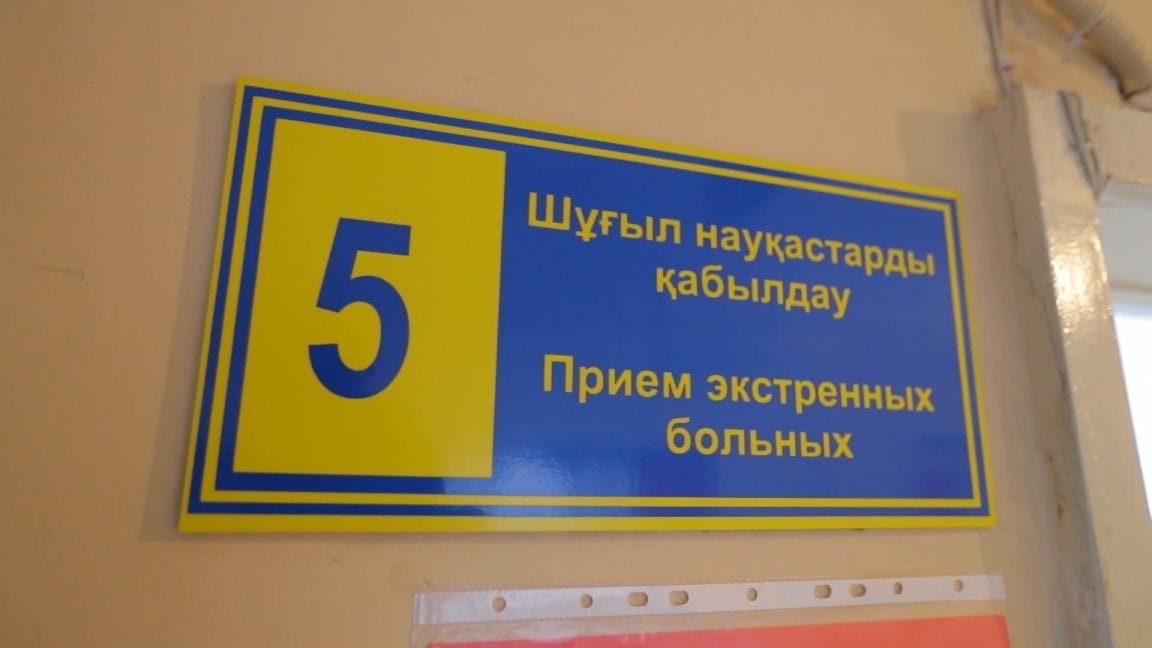 5
Шұғыл науқастарды
қабылдау
Прием экстренных
больных